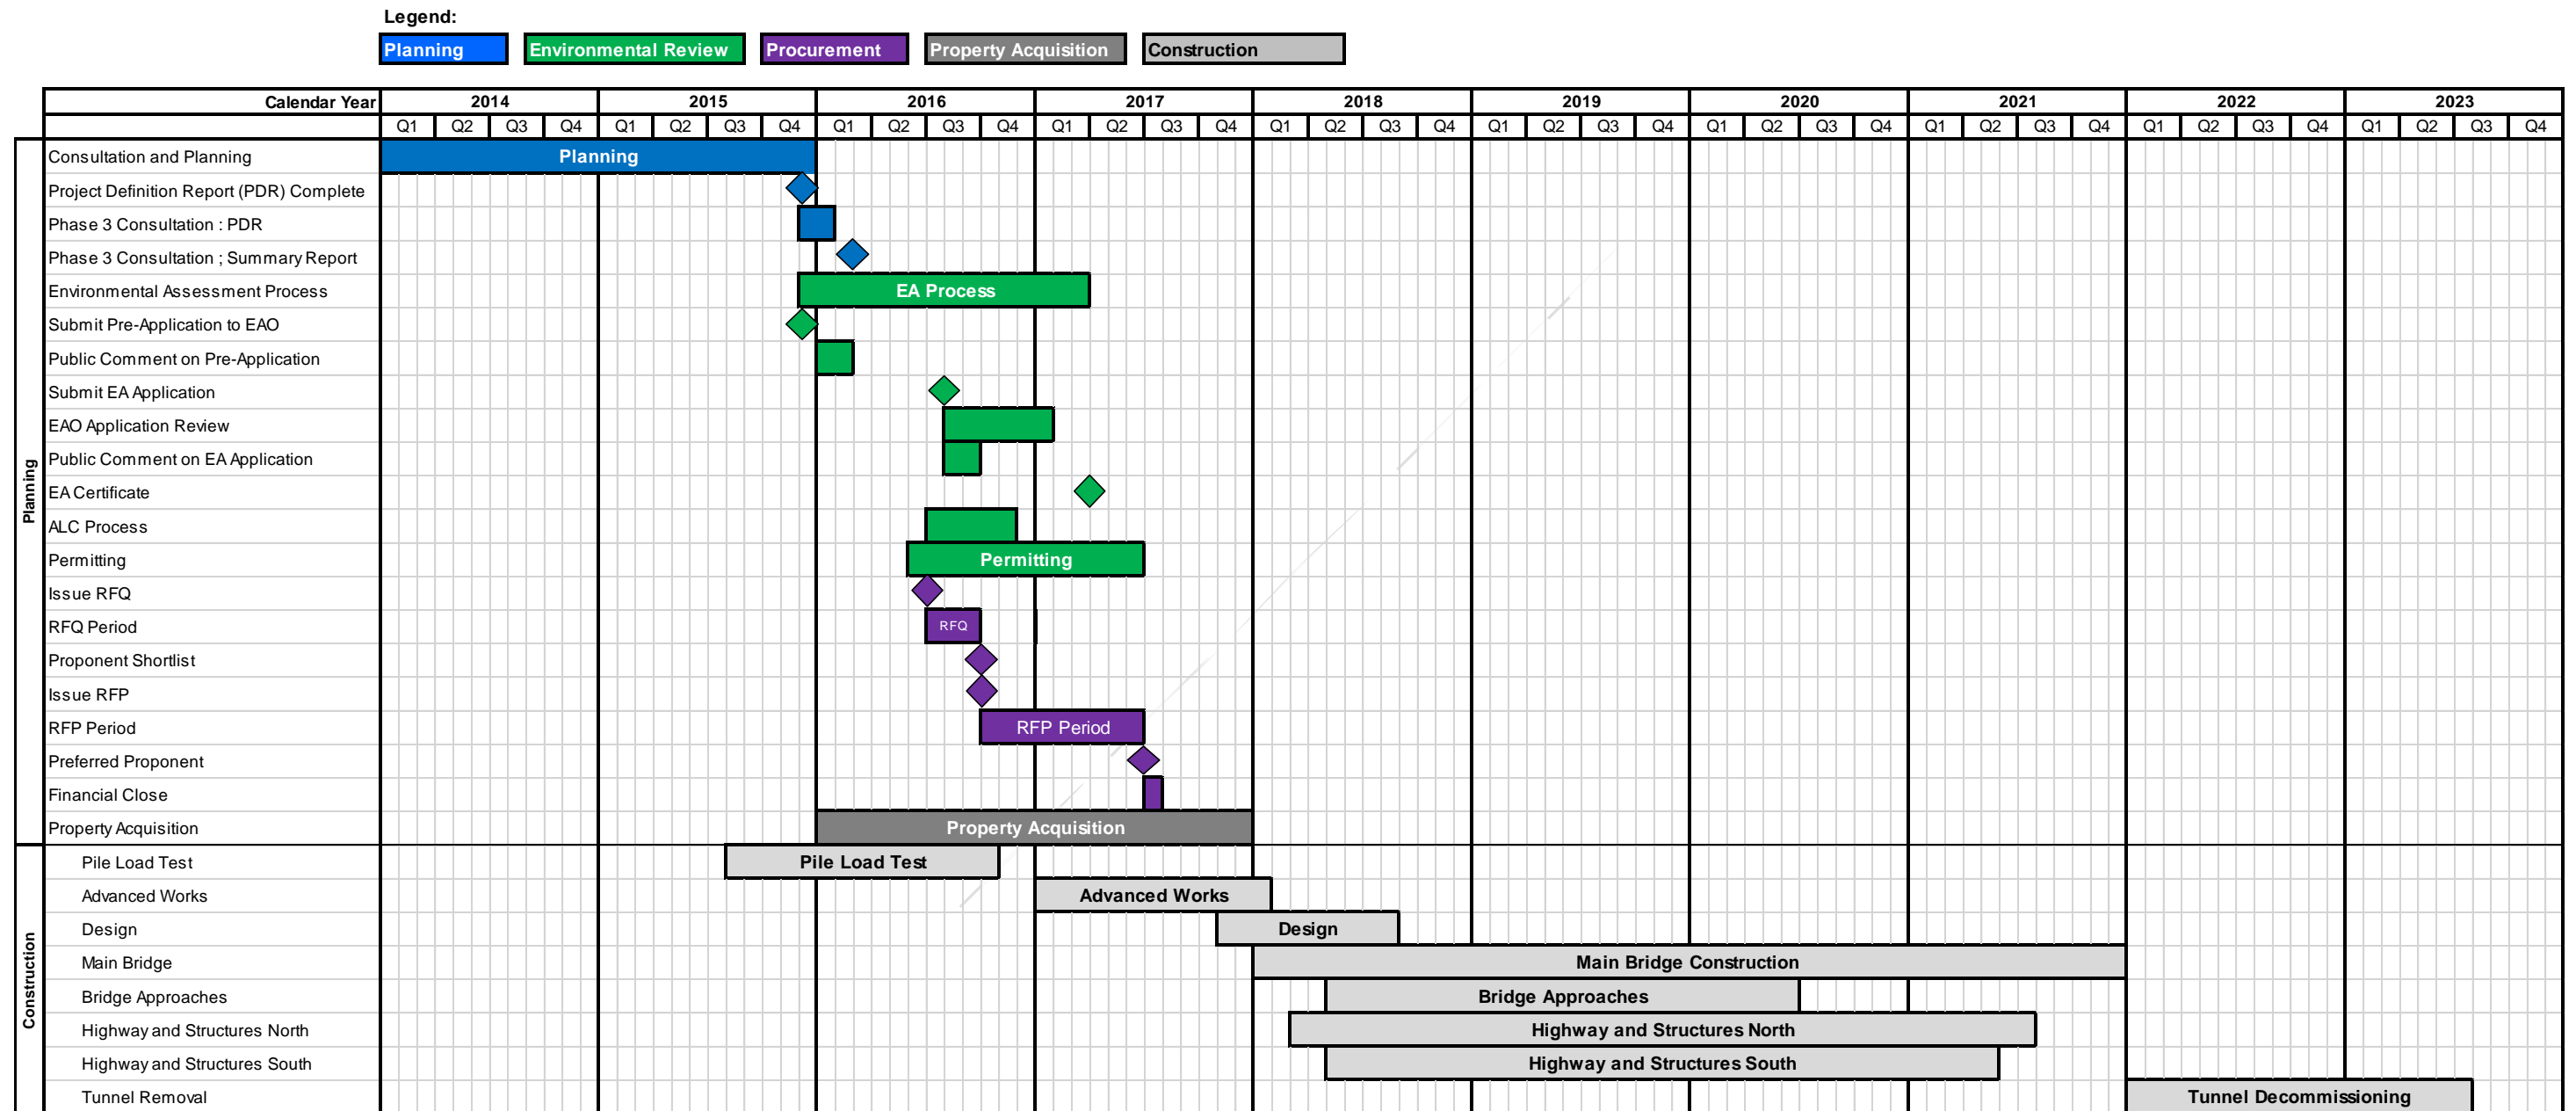 Legend:
Planning Environmental Review Procurement Property Acquisition Construction
Calendar Year 2014 2015 2016 2017 2018 2019 2020 2021 2022 2023
Q1 Q2 Q3 Q4 Q1 Q2 Q3 Q4 Q1 Q2 Q3 Q4 Q1 Q2 Q3 Q4 Q1 Q2 Q3 Q4 Q1 Q2 Q3 Q4 Q1 Q2 Q3 Q4 Q1 Q2 Q3 Q4 Q1 Q2 Q3 Q4 Q1 Q2 Q3 Q4
Planning
Consultation and Planning Planning
Project Definition Report (PDR) Complete
Phase 3 Consultation : PDR
Phase 3 Consultation ; Summary Report
Environmental Assessment Process EA Process
Submit Pre-Application to EAO
Public Comment on Pre-Application
Submit EA Application
EAO Application Review
Public Comment on EA Application
EA Certificate
ALC Process
Permitting Permitting
Issue RFQ
RFQ Period RFQ
Proponent Shortlist
Issue RFP
RFP Period RFP Period
Preferred Proponent
Financial Close
Property Acquisition Property Acquisition
Construction
Pile Load Test Pile Load Test
Advanced Works Advanced Works
Design Design
Main Bridge Main Bridge Construction
Bridge Approaches Bridge Approaches
Highway and Structures North Highway and Structures North
Highway and Structures South Highway and Structures South
Tunnel Removal Tunnel Decommissioning